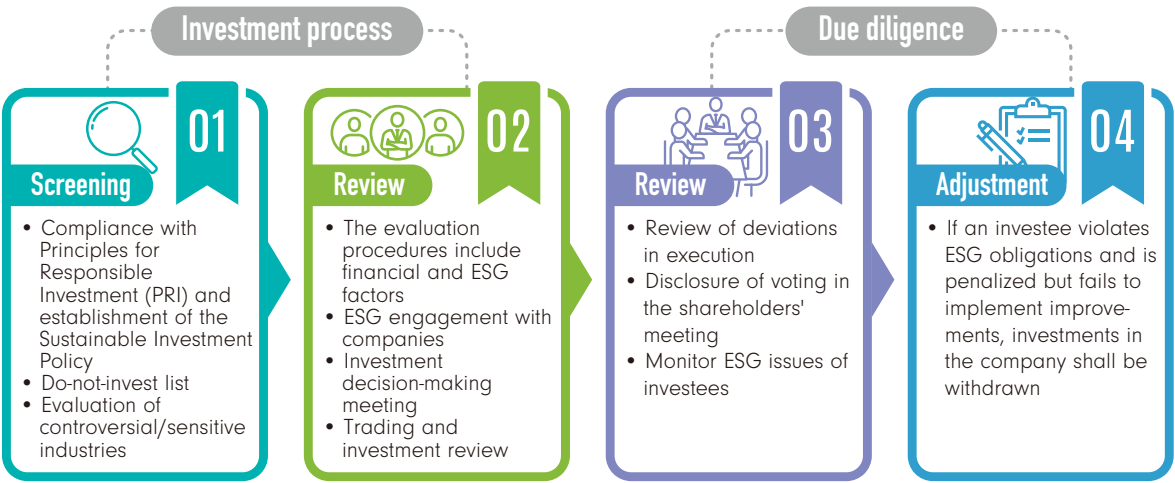 Investment process
Due diligence
01
Screening
• Compliance with
Principles for
Responsible
Investment (PRI) and
establishment of the
Sustainable Investment
Policy
• Do-not-invest list
• Evaluation of
controversial/sensitive
industries
02
Review
• The evaluation
procedures include
financial and ESG
factors
• ESG engagement with
companies
• Investment
decision-making
meeting
• Trading and
investment review
03
Review
• Review of deviations
in execution
• Disclosure of voting in
the shareholders'
meeting
• Monitor ESG issues of
investees
04
Adjustment
• If an investee violates
ESG obligations and is
penalized but fails to
implement improve-
ments, investments in
the company shall be
withdrawn